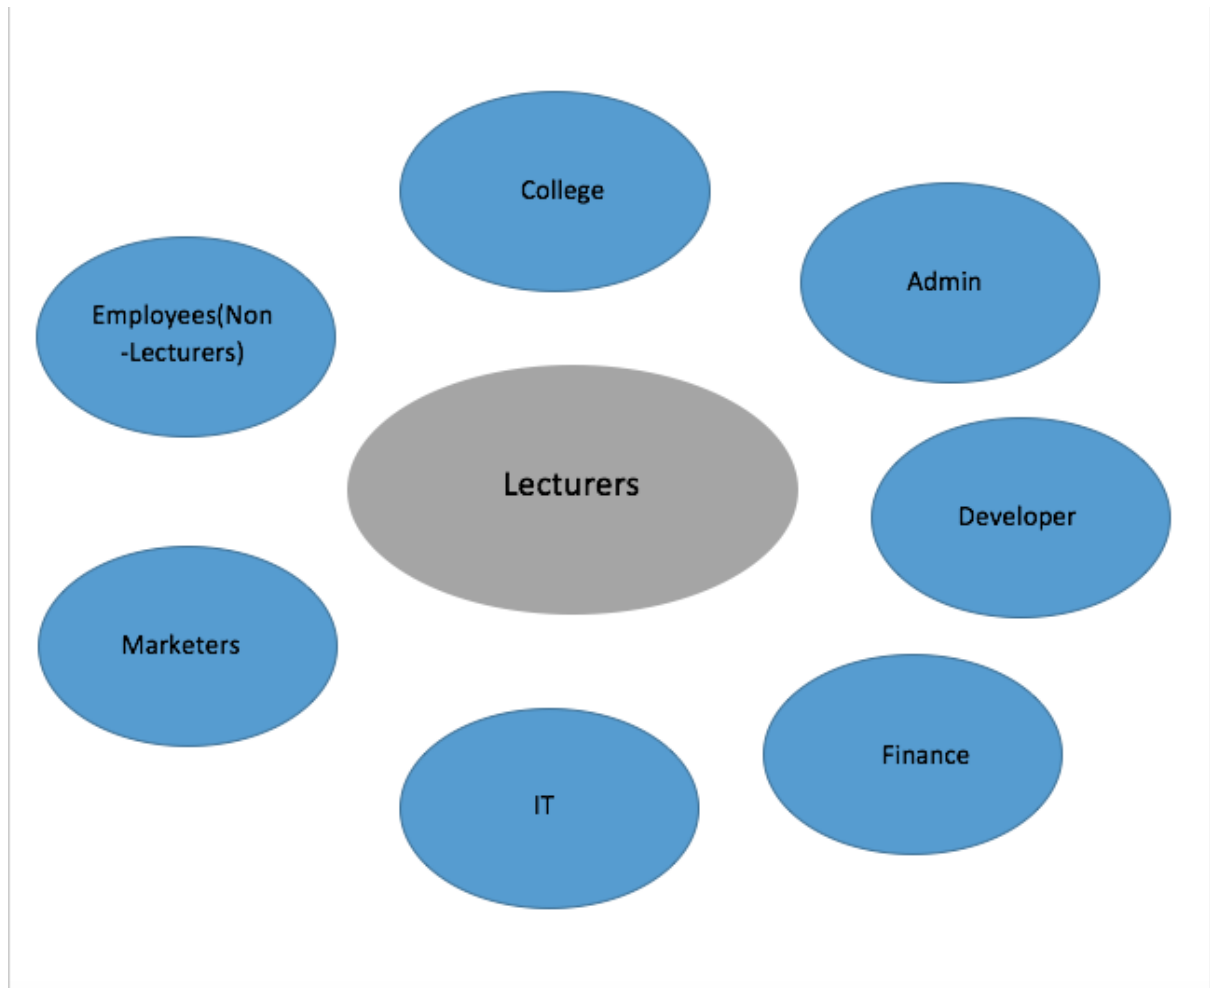 College
Admin
Employees(Non
-Lecturers)
Lecturers
Developer
Marketers
Finance
IT